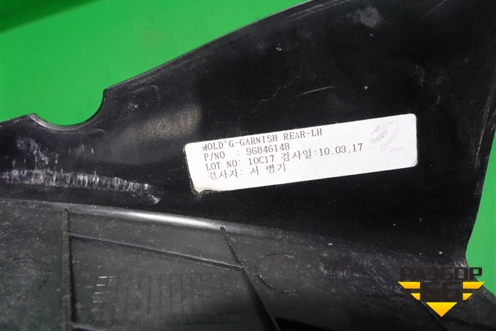 MOLD'G-GARNISH REAR-LH
P/NO : 96846148
LOT NO: 10C17 검사일:10.03.17
검사자: 서 병기
РАЗБОР